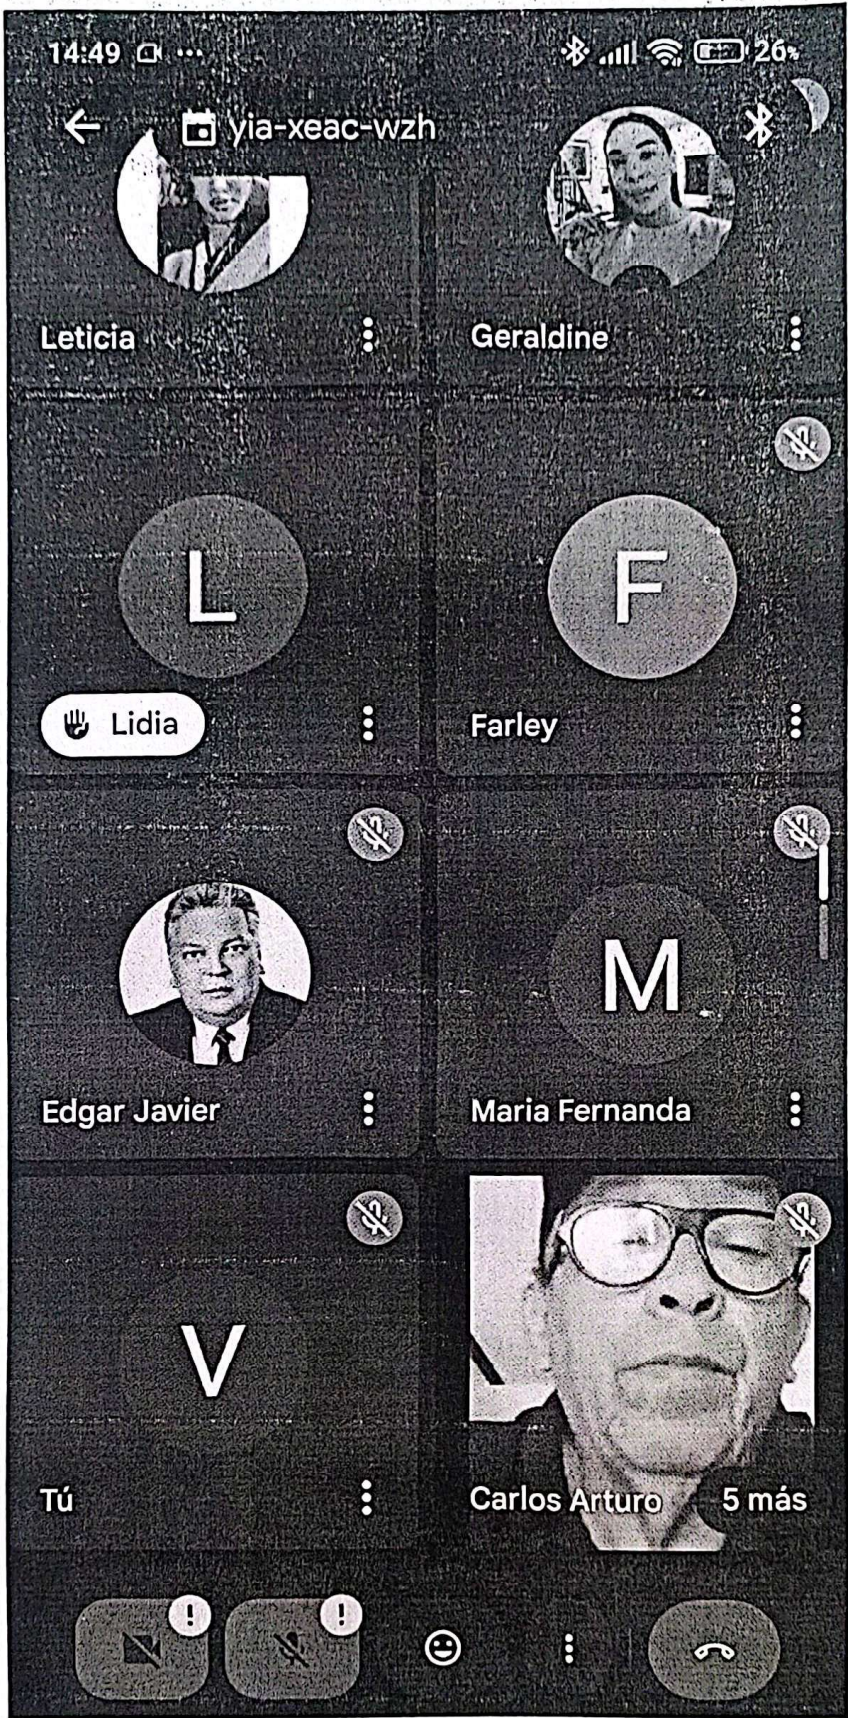 14:49 ... 26%
yia-xeac-wzh
Leticia
Geraldine
L
F
Lidia
Farley
M
Edgar Javier
Maria Fernanda
V
Tú
Carlos Arturo
5 más
! !